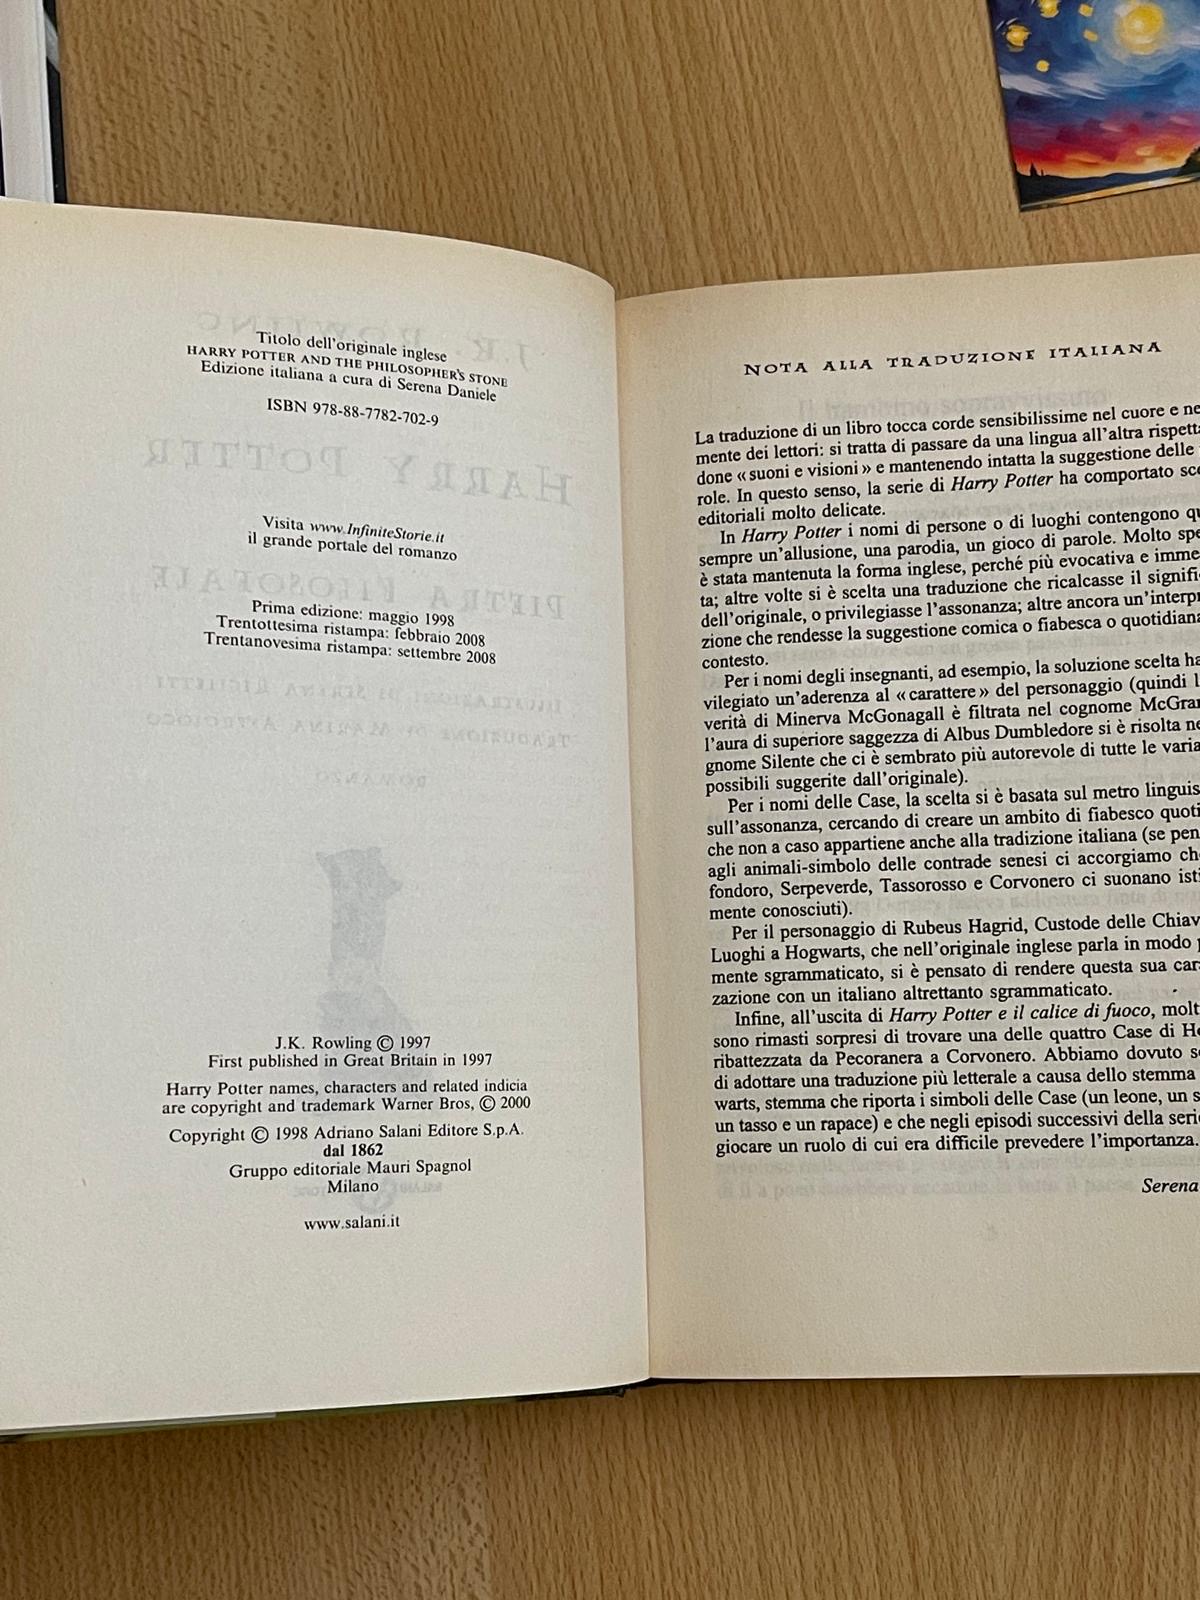 Titolo dell'originale inglese
HARRY POTTER AND THE PHILOSOPHER'S STONE
Edizione italiana a cura di Serena Daniele
ISBN 978-88-7782-702-9
Visita www.InfiniteStorie.it
il grande portale del romanzo
Prima edizione: maggio 1998
Trentottesima ristampa: febbraio 2008
Trentanovesima ristampa: settembre 2008
J.K. Rowling © 1997
First published in Great Britain in 1997
Harry Potter names, characters and related indicia
are copyright and trademark Warner Bros, © 2000
Copyright © 1998 Adriano Salani Editore S.p.A.
dal 1862
Gruppo editoriale Mauri Spagnol
Milano
www.salani.it
NOTA ALLA TRADUZIONE ITALIANA
La traduzione di un libro tocca corde sensibilissime nel cuore e ne
mente dei lettori: si tratta di passare da una lingua all'altra rispetta
done «suoni e visioni» e mantenendo intatta la suggestione delle
role. In questo senso, la serie di Harry Potter ha comportato sc
editoriali molto delicate.
In Harry Potter i nomi di persone o di luoghi contengono qu
sempre un'allusione, una parodia, un gioco di parole. Molto spe
è stata mantenuta la forma inglese, perché più evocativa e imme
ta; altre volte si è scelta una traduzione che ricalcasse il signifi
dell'originale, o privilegiasse l'assonanza; altre ancora un'interpr
zione che rendesse la suggestione comica o fiabesca o quotidiana
contesto.
Per i nomi degli insegnanti, ad esempio, la soluzione scelta ha
vilegiato un'aderenza al «carattere» del personaggio (quindi l
verità di Minerva McGonagall è filtrata nel cognome McGran
l'aura di superiore saggezza di Albus Dumbledore si è risolta ne
gnome Silente che ci è sembrato più autorevole di tutte le varia
possibili suggerite dall'originale).
Per i nomi delle Case, la scelta si è basata sul metro linguis
sull'assonanza, cercando di creare un ambito di fiabesco quoti
che non a caso appartiene anche alla tradizione italiana (se pen
agli animali-simbolo delle contrade senesi ci accorgiamo ch
fondoro, Serpeverde, Tassorosso e Corvonero ci suonano isti
mente conosciuti).
Per il personaggio di Rubeus Hagrid, Custode delle Chiav
Luoghi a Hogwarts, che nell'originale inglese parla in modo p
mente sgrammaticato, si è pensato di rendere questa sua cara
zazione con un italiano altrettanto sgrammaticato.
Infine, all'uscita di Harry Potter e il calice di fuoco, molt
sono rimasti sorpresi di trovare una delle quattro Case di Ho
ribattezzata da Pecoranera a Corvonero. Abbiamo dovuto sc
di adottare una traduzione più letterale a causa dello stemma
warts, stemma che riporta i simboli delle Case (un leone, un s
un tasso e un rapace) e che negli episodi successivi della seri
giocare un ruolo di cui era difficile prevedere l'importanza.
Serena